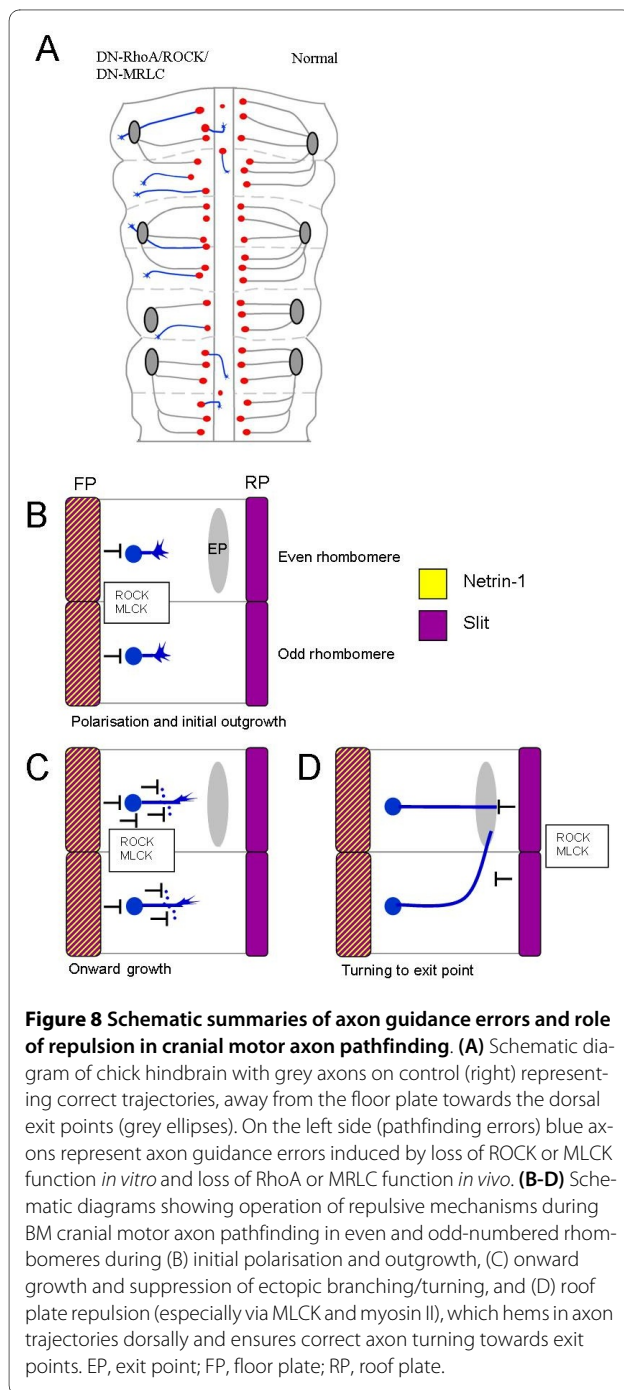 A
DN-RhoA/ROCK/
DN-MRLC
Normal
FP
RP
B
EP
Even rhombomere
ROCK
MLCK
Netrin-1
Slit
Odd rhombomere
Polarisation and initial outgrowth
C
D
ROCK
MLCK
ROCK
MLCK
Onward growth
Turning to exit point
Figure 8 Schematic summaries of axon guidance errors and role
of repulsion in cranial motor axon pathfinding. (A) Schematic dia-
gram of chick hindbrain with grey axons on control (right) represent-
ing correct trajectories, away from the floor plate towards the dorsal
exit points (grey ellipses). On the left side (pathfinding errors) blue ax-
ons represent axon guidance errors induced by loss of ROCK or MLCK
function in vitro and loss of RhoA or MRLC function in vivo. (B-D) Sche-
matic diagrams showing operation of repulsive mechanisms during
BM cranial motor axon pathfinding in even and odd-numbered rhom-
bomeres during (B) initial polarisation and outgrowth, (C) onward
growth and suppression of ectopic branching/turning, and (D) roof
plate repulsion (especially via MLCK and myosin II), which hems in axon
trajectories dorsally and ensures correct axon turning towards exit
points. EP, exit point; FP, floor plate; RP, roof plate.